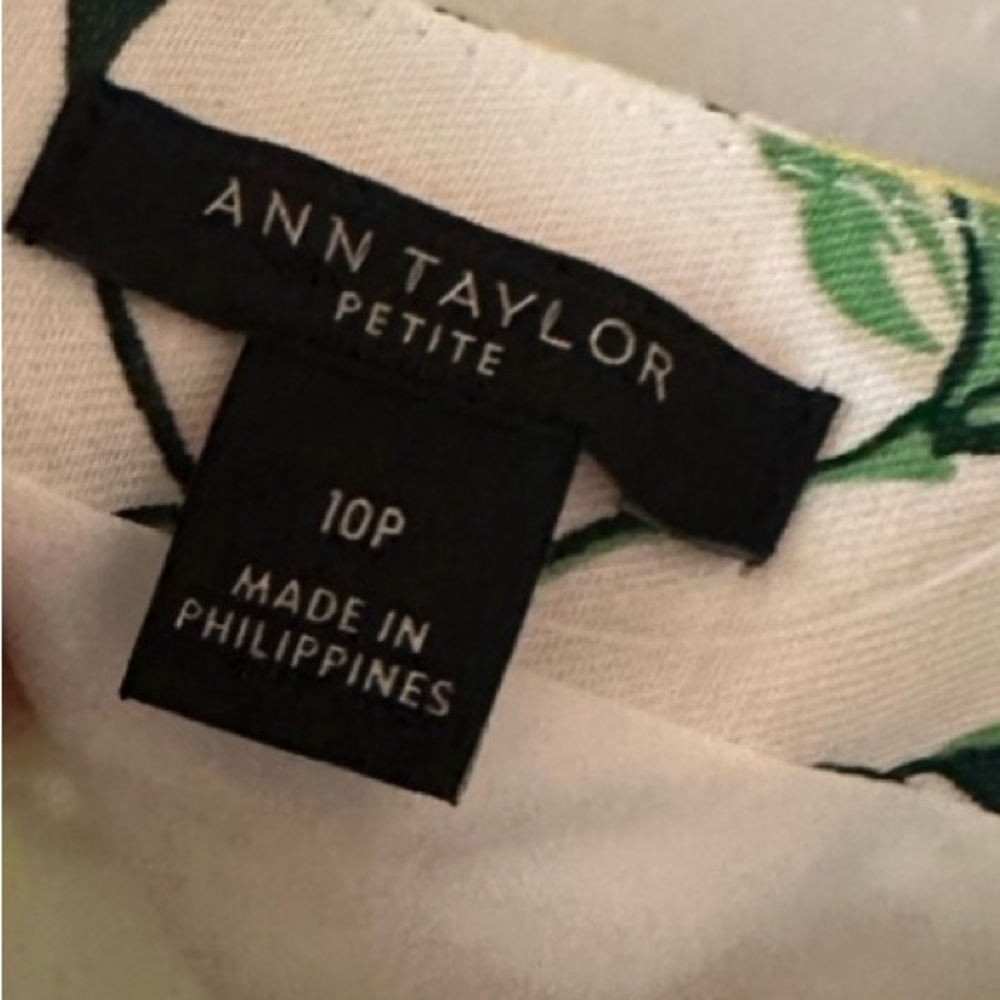 ANN TAYLOR
PETITE
10P
MADE IN
PHILIPPINES